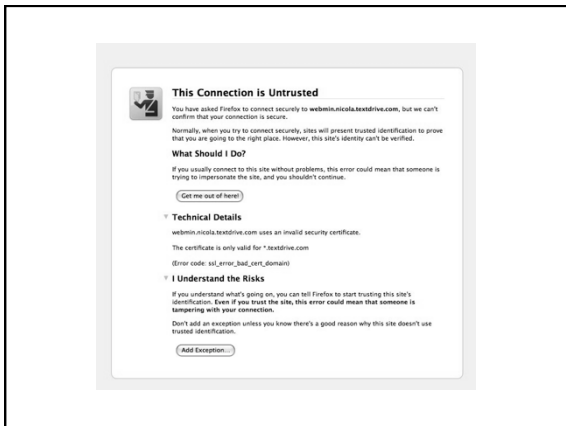 This Connection is Untrusted
You have asked Firefox to connect securely to webmin.nicola.textdrive.com, but we can't
confirm that your connection is secure.
Normally, when you try to connect securely, sites will present trusted identification to prove
that you are going to the right place. However, this site's identity can't be verified.
What Should I Do?
If you usually connect to this site without problems, this error could mean that someone is
trying to impersonate the site, and you shouldn't continue.
Get me out of here!
Technical Details
webmin.nicola.textdrive.com uses an invalid security certificate.
The certificate is only valid for *.textdrive.com
(Error code: ssl_error_bad_cert_domain)
I Understand the Risks
If you understand what's going on, you can tell Firefox to start trusting this site's
identification. Even if you trust the site, this error could mean that someone is
tampering with your connection.
Don't add an exception unless you know there's a good reason why this site doesn't use
trusted identification.
Add Exception...